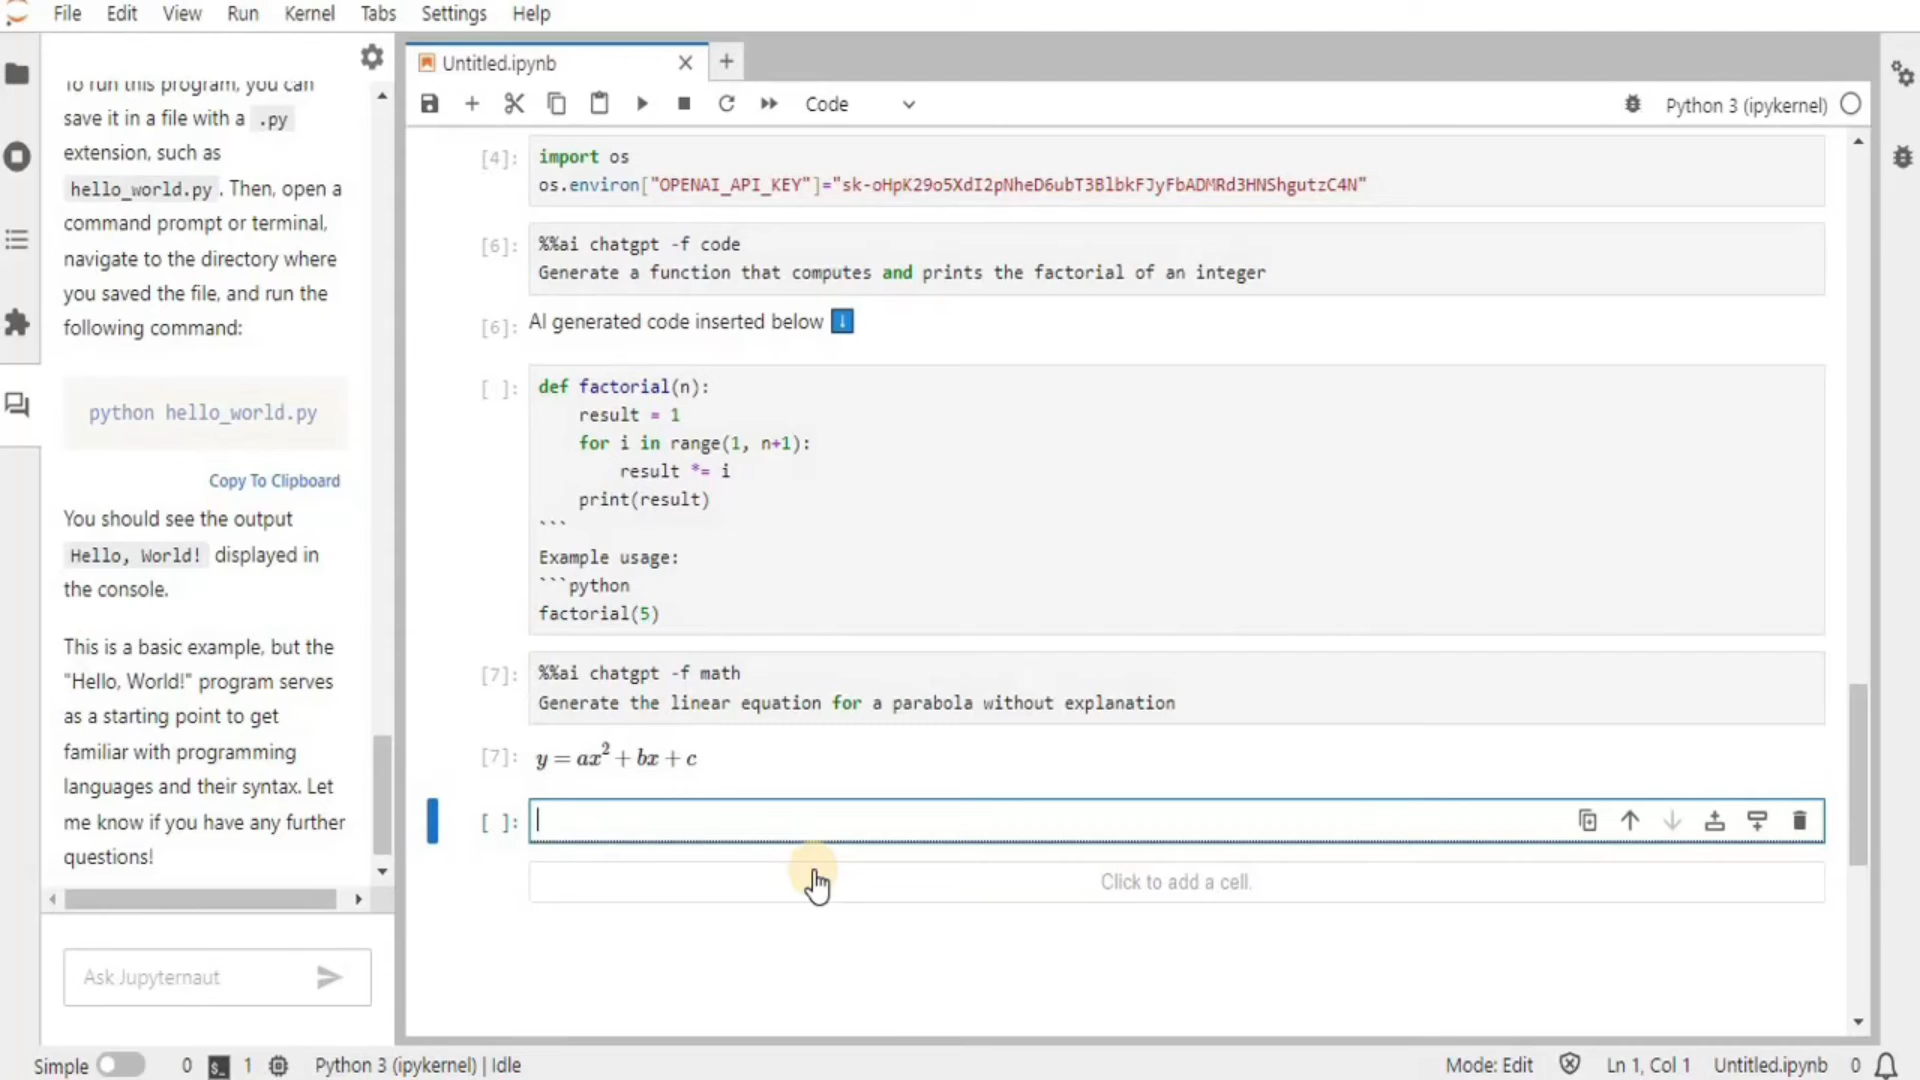 File Edit View Run Kernel Tabs Settings Help
To run this program, you can
save it in a file with a .py
extension, such as
hello_world.py. Then, open a
command prompt or terminal,
navigate to the directory where
you saved the file, and run the
following command:
python hello_world.py
Copy To Clipboard
You should see the output
Hello, World! displayed in
the console.
This is a basic example, but the
"Hello, World!" program serves
as a starting point to get
familiar with programming
languages and their syntax. Let
me know if you have any further
questions!
Ask Jupyternaut
Untitled.ipynb
Code
Python 3 (ipykernel)
[4]: import os
os.environ["OPENAI_API_KEY"]="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"
[6]: %%ai chatgpt -f code
Generate a function that computes and prints the factorial of an integer
[6]: AI generated code inserted below
[ ]: def factorial(n):
result = 1
for i in range(1, n+1):
result *= i
print(result)
```
Example usage:
```python
factorial(5)
[7]: %%ai chatgpt -f math
Generate the linear equation for a parabola without explanation
[7]: y = ax² + bx + c
[ ]:
Click to add a cell.
Simple 0 1 Python 3 (ipykernel) | Idle Mode: Edit Ln 1, Col 1 Untitled.ipynb 0